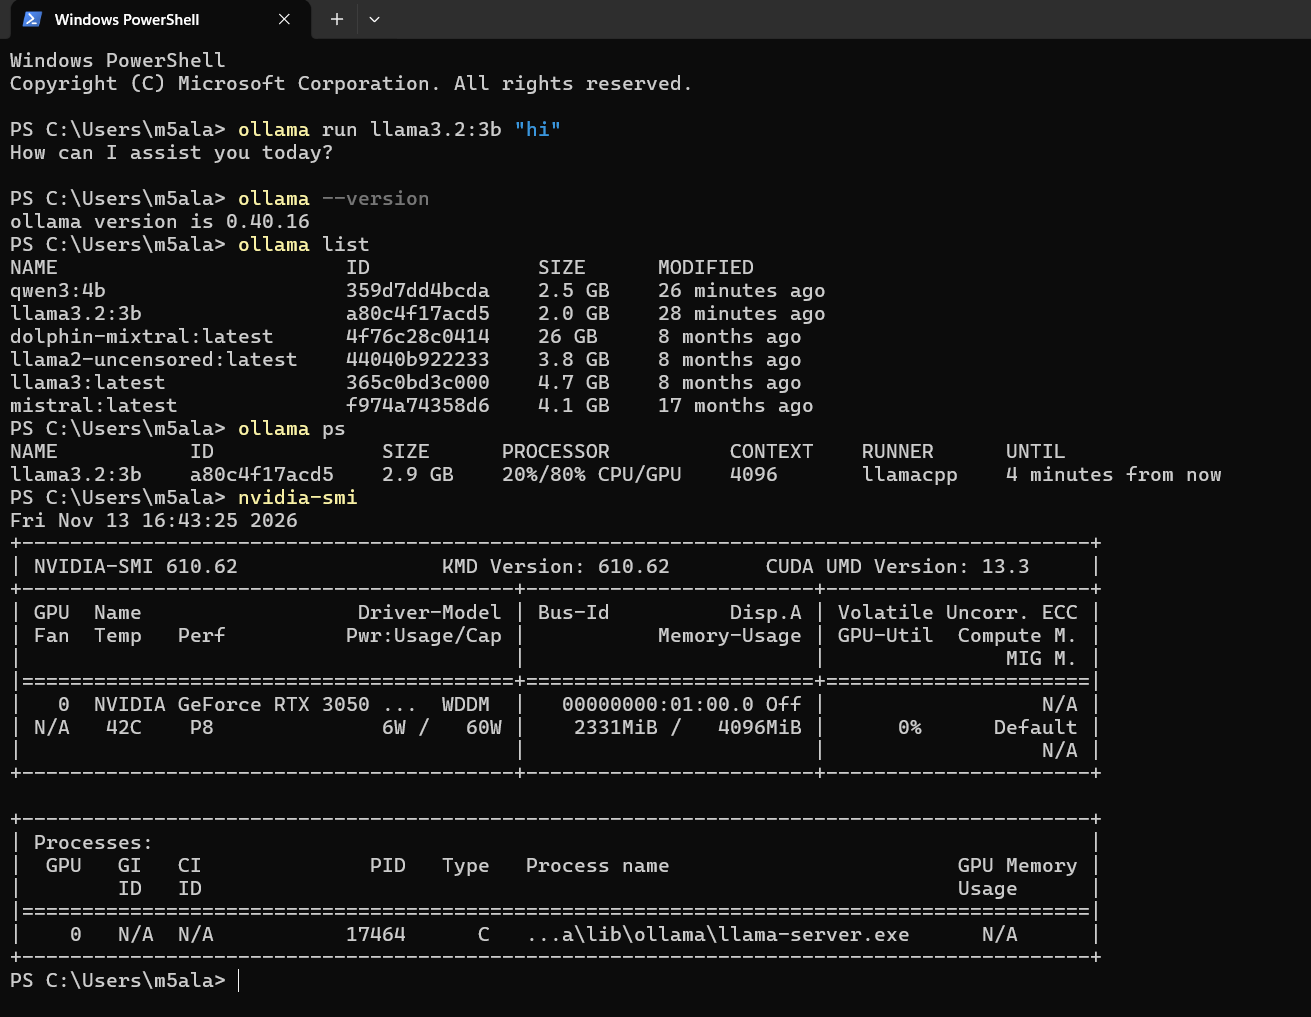 Windows PowerShell
Windows PowerShell
Copyright (C) Microsoft Corporation. All rights reserved.
PS C:\Users\m5ala> ollama run llama3.2:3b "hi"
How can I assist you today?
PS C:\Users\m5ala> ollama --version
ollama version is 0.40.16
PS C:\Users\m5ala> ollama list
NAME                        ID              SIZE      MODIFIED
qwen3:4b                    359d7dd4bcda    2.5 GB    26 minutes ago
llama3.2:3b                 a80c4f17acd5    2.0 GB    28 minutes ago
dolphin-mixtral:latest      4f76c28c0414    26 GB     8 months ago
llama2-uncensored:latest    44040b922233    3.8 GB    8 months ago
llama3:latest               365c0bd3c000    4.7 GB    8 months ago
mistral:latest              f974a74358d6    4.1 GB    17 months ago
PS C:\Users\m5ala> ollama ps
NAME           ID              SIZE      PROCESSOR          CONTEXT    RUNNER      UNTIL
llama3.2:3b    a80c4f17acd5    2.9 GB    20%/80% CPU/GPU    4096       llamacpp    4 minutes from now
PS C:\Users\m5ala> nvidia-smi
Fri Nov 13 16:43:25 2026
+-----------------------------------------------------------------------------------------+
| NVIDIA-SMI 610.62                 KMD Version: 610.62        CUDA UMD Version: 13.3     |
+-----------------------------------------+------------------------+----------------------+
| GPU  Name                  Driver-Model | Bus-Id          Disp.A | Volatile Uncorr. ECC |
| Fan  Temp   Perf          Pwr:Usage/Cap |           Memory-Usage | GPU-Util  Compute M. |
|                                         |                        |               MIG M. |
|=========================================+========================+======================|
|   0  NVIDIA GeForce RTX 3050 ...  WDDM  |   00000000:01:00.0 Off |                  N/A |
| N/A   42C    P8              6W /   60W |    2331MiB /   4096MiB |      0%      Default |
|                                         |                        |                  N/A |
+-----------------------------------------+------------------------+----------------------+
+-----------------------------------------------------------------------------------------+
| Processes:                                                                              |
|  GPU   GI   CI              PID   Type   Process name                        GPU Memory |
|        ID   ID                                                               Usage      |
|=========================================================================================|
|    0   N/A  N/A           17464      C   ...a\lib\ollama\llama-server.exe      N/A      |
+-----------------------------------------------------------------------------------------+
PS C:\Users\m5ala>